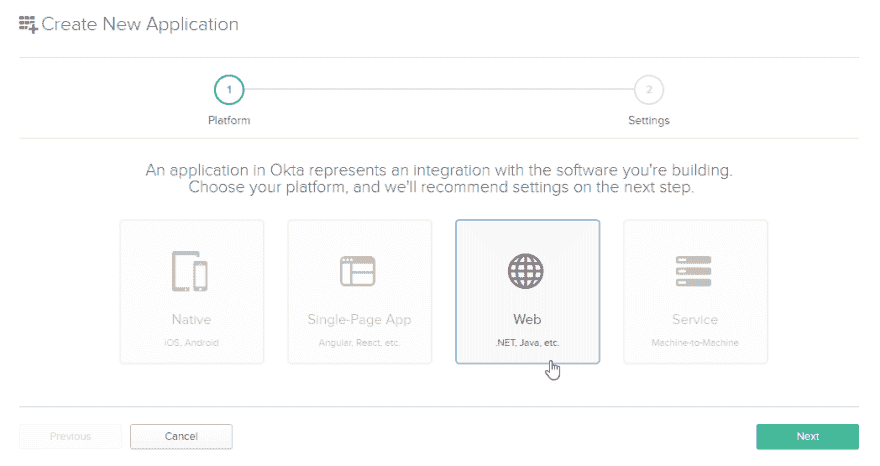 Create New Application
1
2
Platform
Settings
An application in Okta represents an integration with the software you're building.
Choose your platform, and we'll recommend settings on the next step.
Native
iOS, Android
Single-Page App
Angular, React, etc.
Web
.NET, Java, etc.
Service
Machine-to-Machine
Previous
Cancel
Next